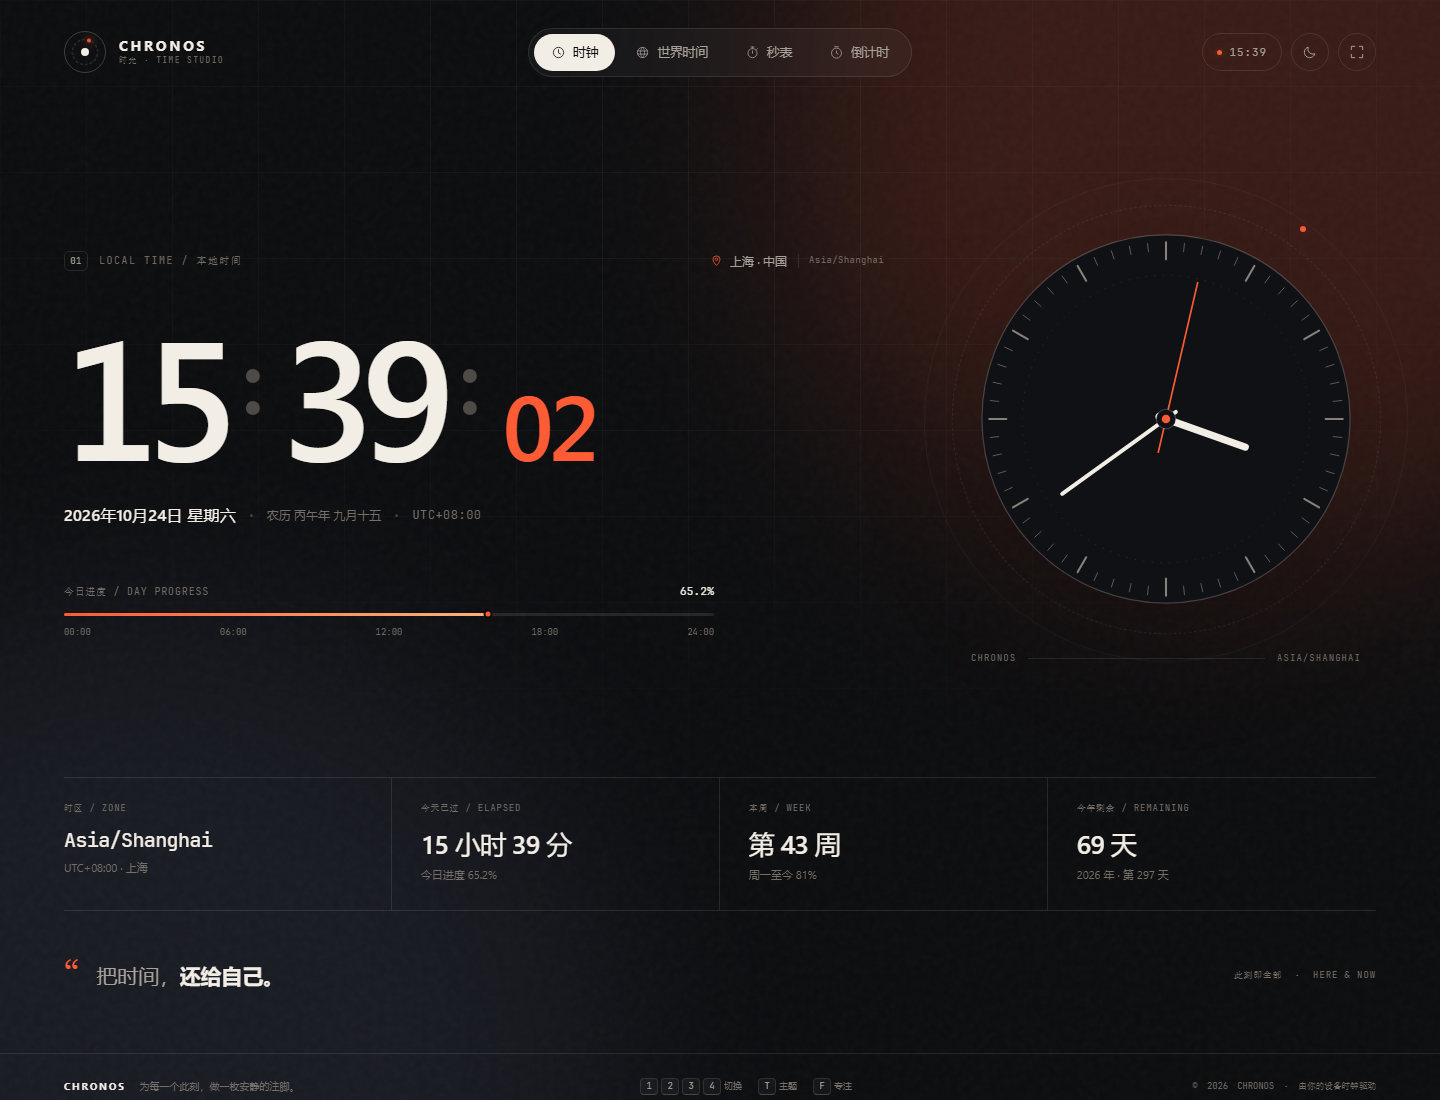 CHRONOS
时光 · TIME STUDIO
时钟
世界时间
秒表
倒计时
15:39
01 LOCAL TIME / 本地时间
上海 · 中国 Asia/Shanghai
15:39:02
2026年10月24日 星期六 · 农历 丙午年 九月十五 · UTC+08:00
今日进度 / DAY PROGRESS 65.2%
00:00 06:00 12:00 18:00 24:00
CHRONOS ASIA/SHANGHAI
时区 / ZONE
Asia/Shanghai
UTC+08:00 · 上海
今天已过 / ELAPSED
15 小时 39 分
今日进度 65.2%
本周 / WEEK
第 43 周
周一至今 81%
今年剩余 / REMAINING
69 天
2026 年 · 第 297 天
“ 把时间，还给自己。
此刻即全部 · HERE & NOW
CHRONOS 为每一个此刻，做一枚安静的注脚。
1 2 3 4 切换 T 主题 F 专注
© 2026 CHRONOS · 由你的设备时钟驱动